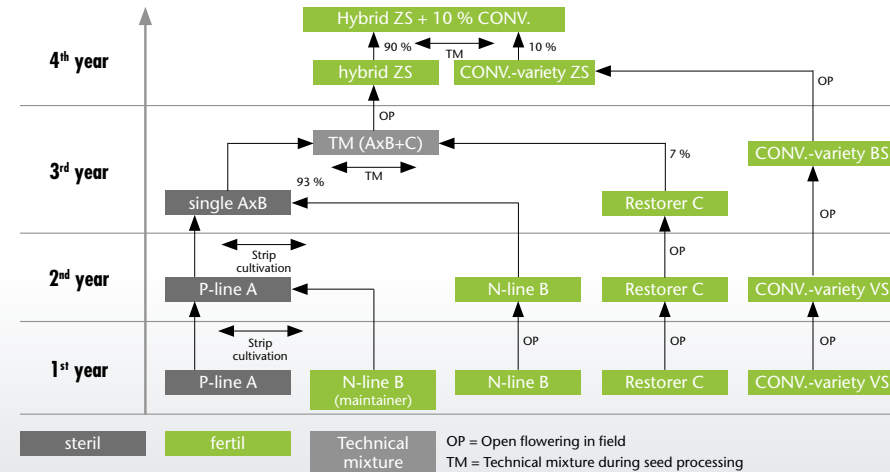 Hybrid ZS + 10 % CONV.
90 %
TM
10 %
4th year
hybrid ZS
CONV.-variety ZS
OP
OP
TM (AxB+C)
TM
7 %
CONV.-variety BS
3rd year
93 %
single AxB
Restorer C
OP
Strip
cultivation
OP
2nd year
P-line A
N-line B
Restorer C
CONV.-variety VS
Strip
cultivation
OP
OP
OP
1st year
P-line A
N-line B
(maintainer)
N-line B
Restorer C
CONV.-variety VS
steril
fertil
Technical
mixture
OP = Open flowering in field
TM = Technical mixture during seed processing